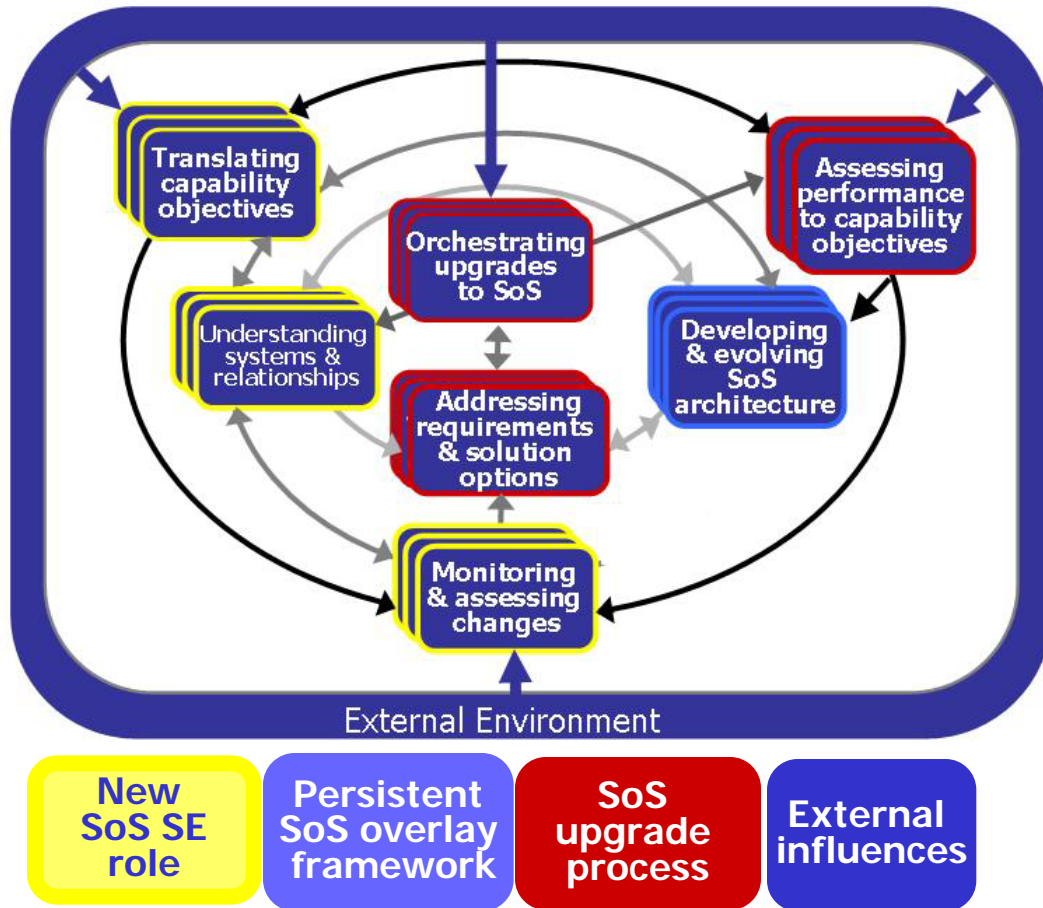 Translating
capability
objectives
Assessing
performance
to capability
objectives
Orchestrating
upgrades
to SoS
Understanding
systems &
relationships
Developing
& evolving
SoS
architecture
Addressing
requirements
& solution
options
Monitoring
& assessing
changes
External Environment
New
SoS SE
role
Persistent
SoS overlay
framework
SoS
upgrade
process
External
influences